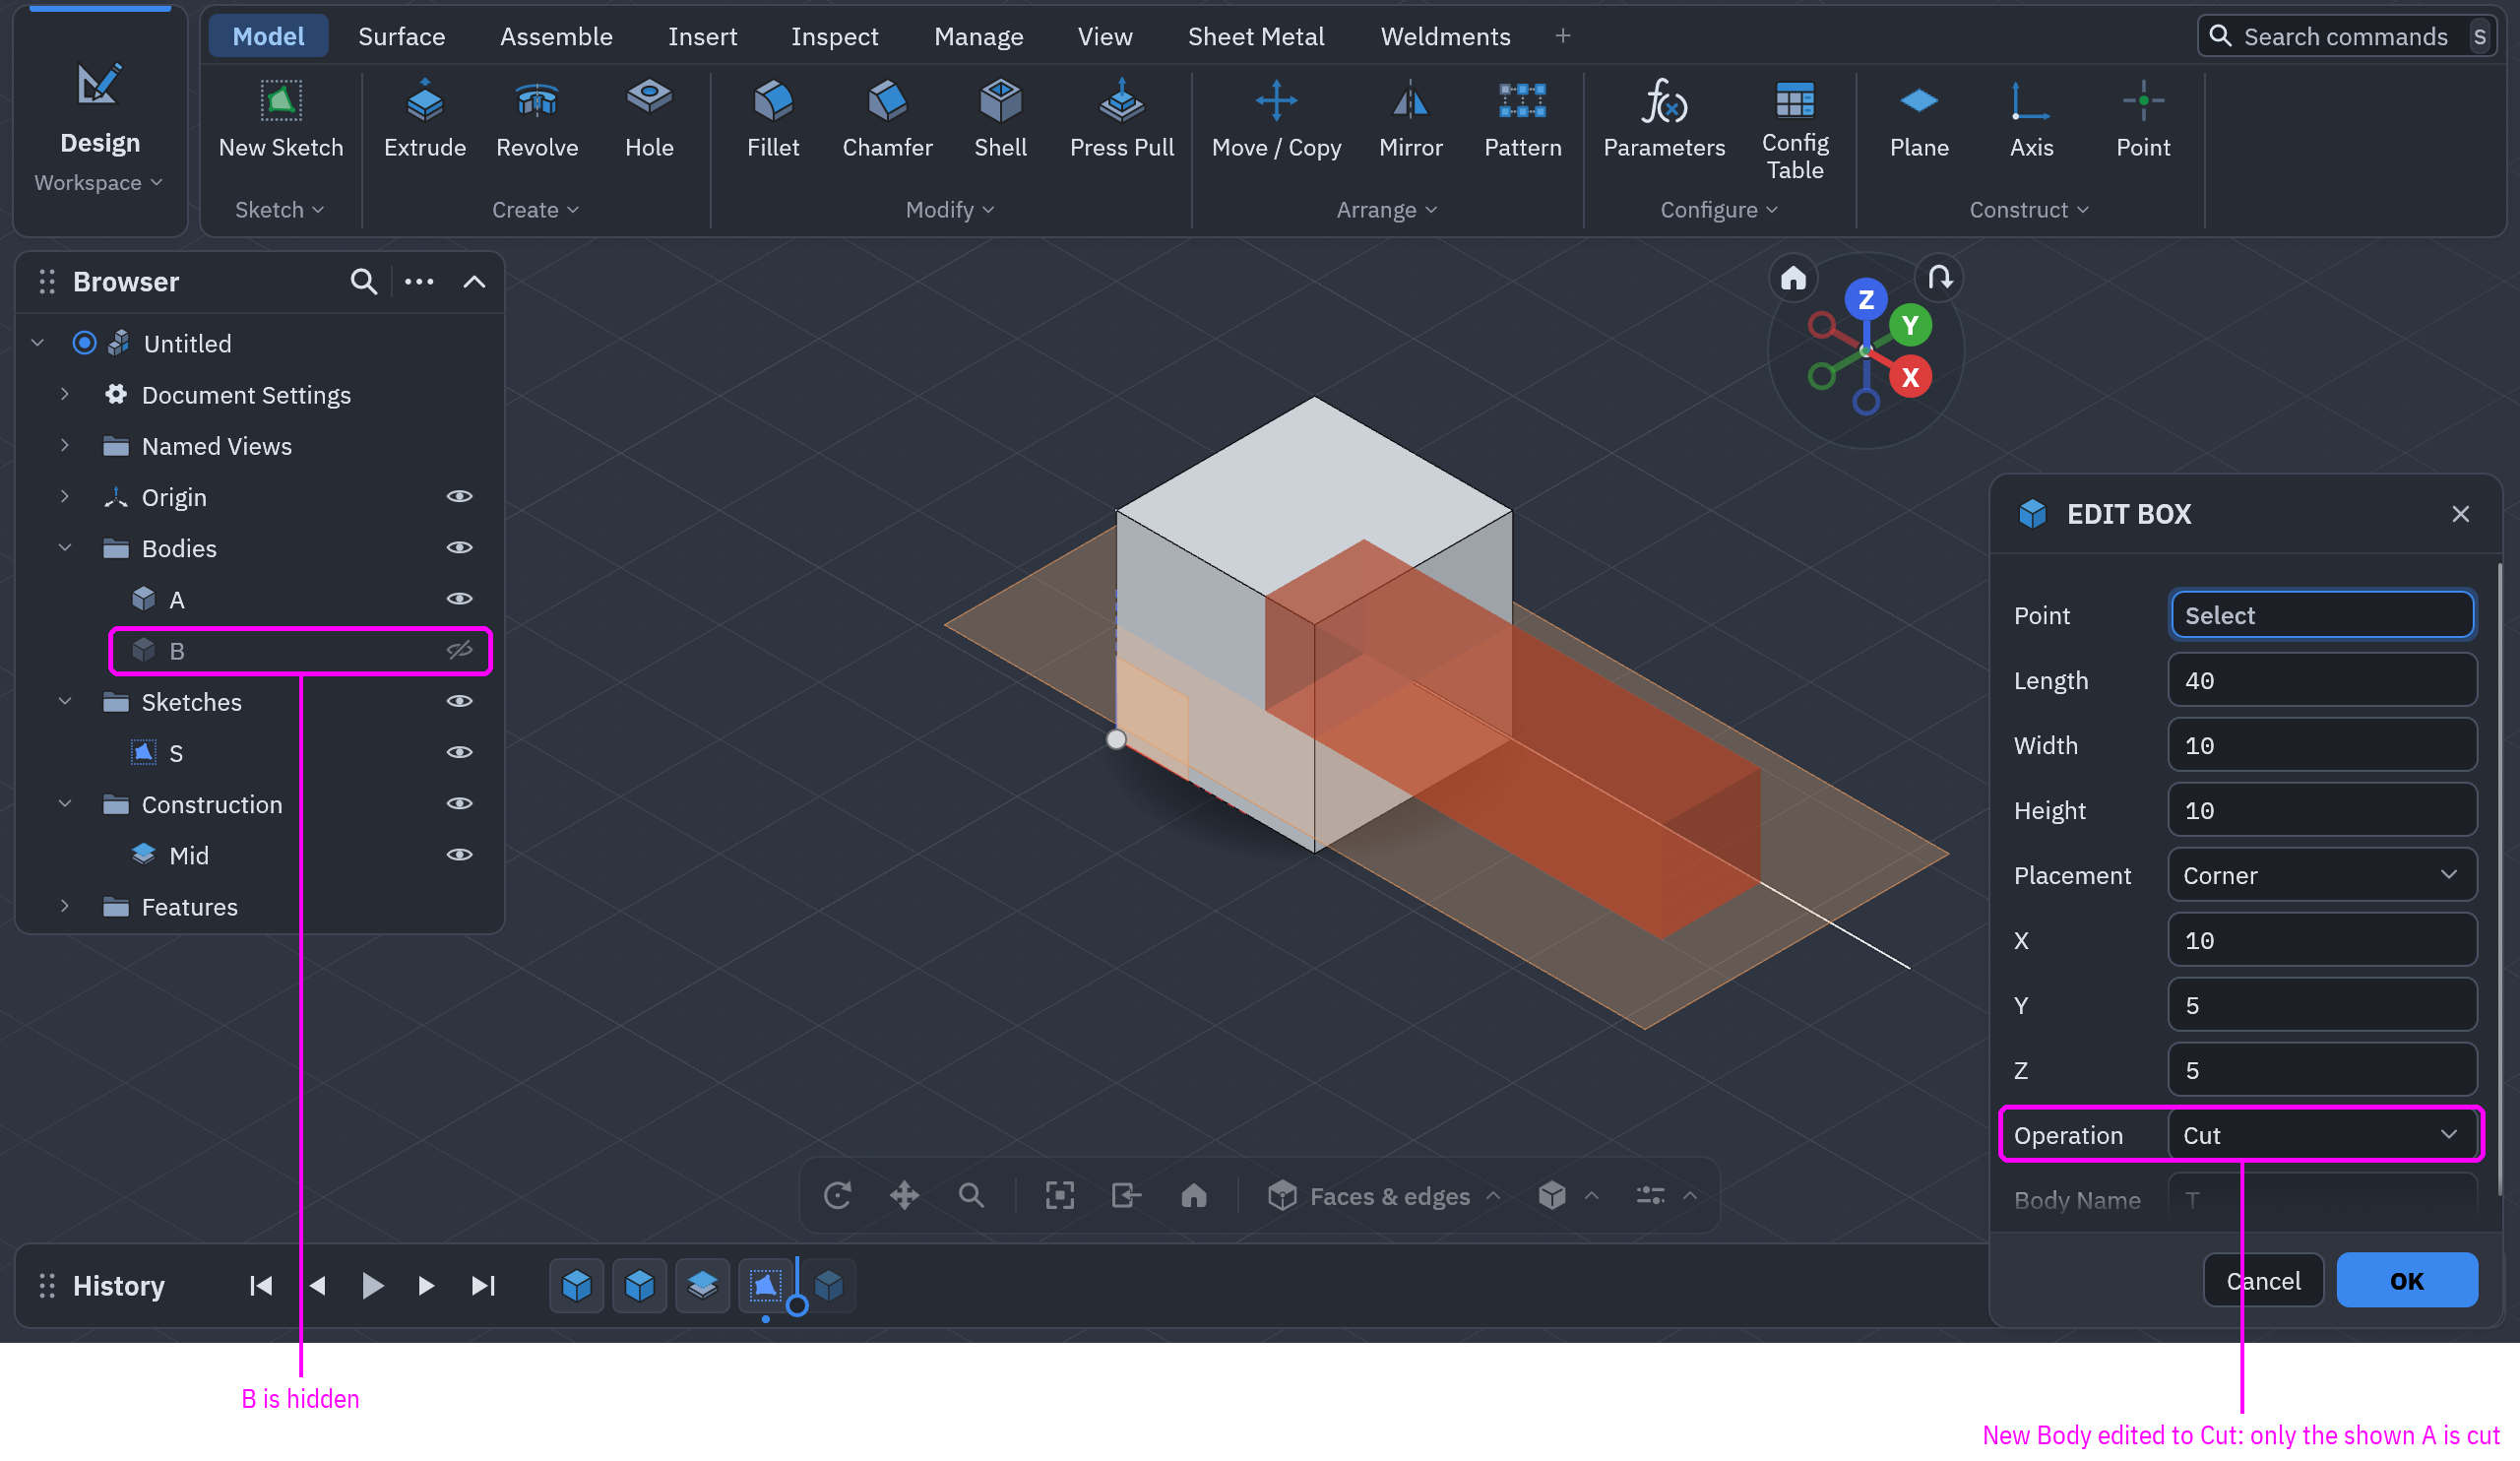 Design
Workspace
Model Surface Assemble Insert Inspect Manage View Sheet Metal Weldments +
Search commands S
New Sketch
Sketch
Extrude Revolve Hole
Create
Fillet Chamfer Shell Press Pull
Modify
Move / Copy Mirror Pattern
Arrange
Parameters Config Table
Configure
Plane Axis Point
Construct
Browser
Untitled
Document Settings
Named Views
Origin
Bodies
A
B
Sketches
S
Construction
Mid
Features
Z
Y
X
EDIT BOX
Point Select
Length 40
Width 10
Height 10
Placement Corner
X 10
Y 5
Z 5
Operation Cut
Body Name T
Cancel OK
Faces & edges
History
B is hidden
New Body edited to Cut: only the shown A is cut